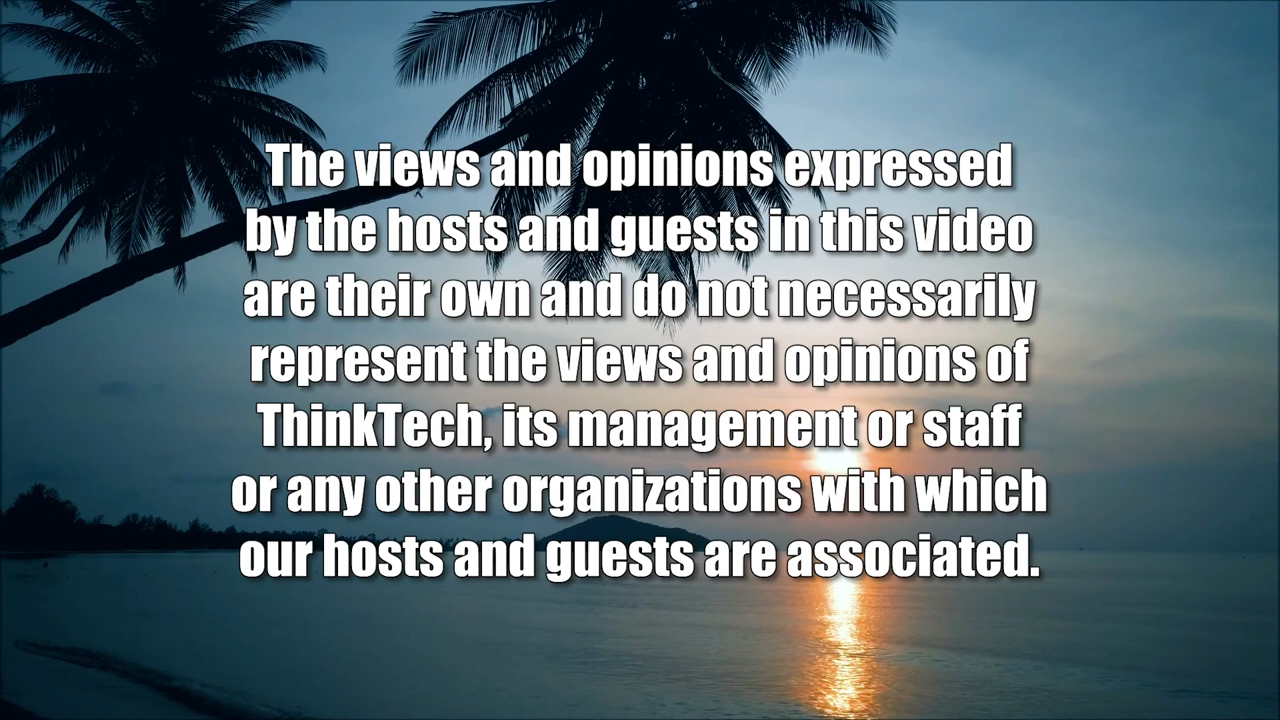 The views and opinions expressed
by the hosts and guests in this video
are their own and do not necessarily
represent the views and opinions of
ThinkTech, its management or staff
or any other organizations with which
our hosts and guests are associated.